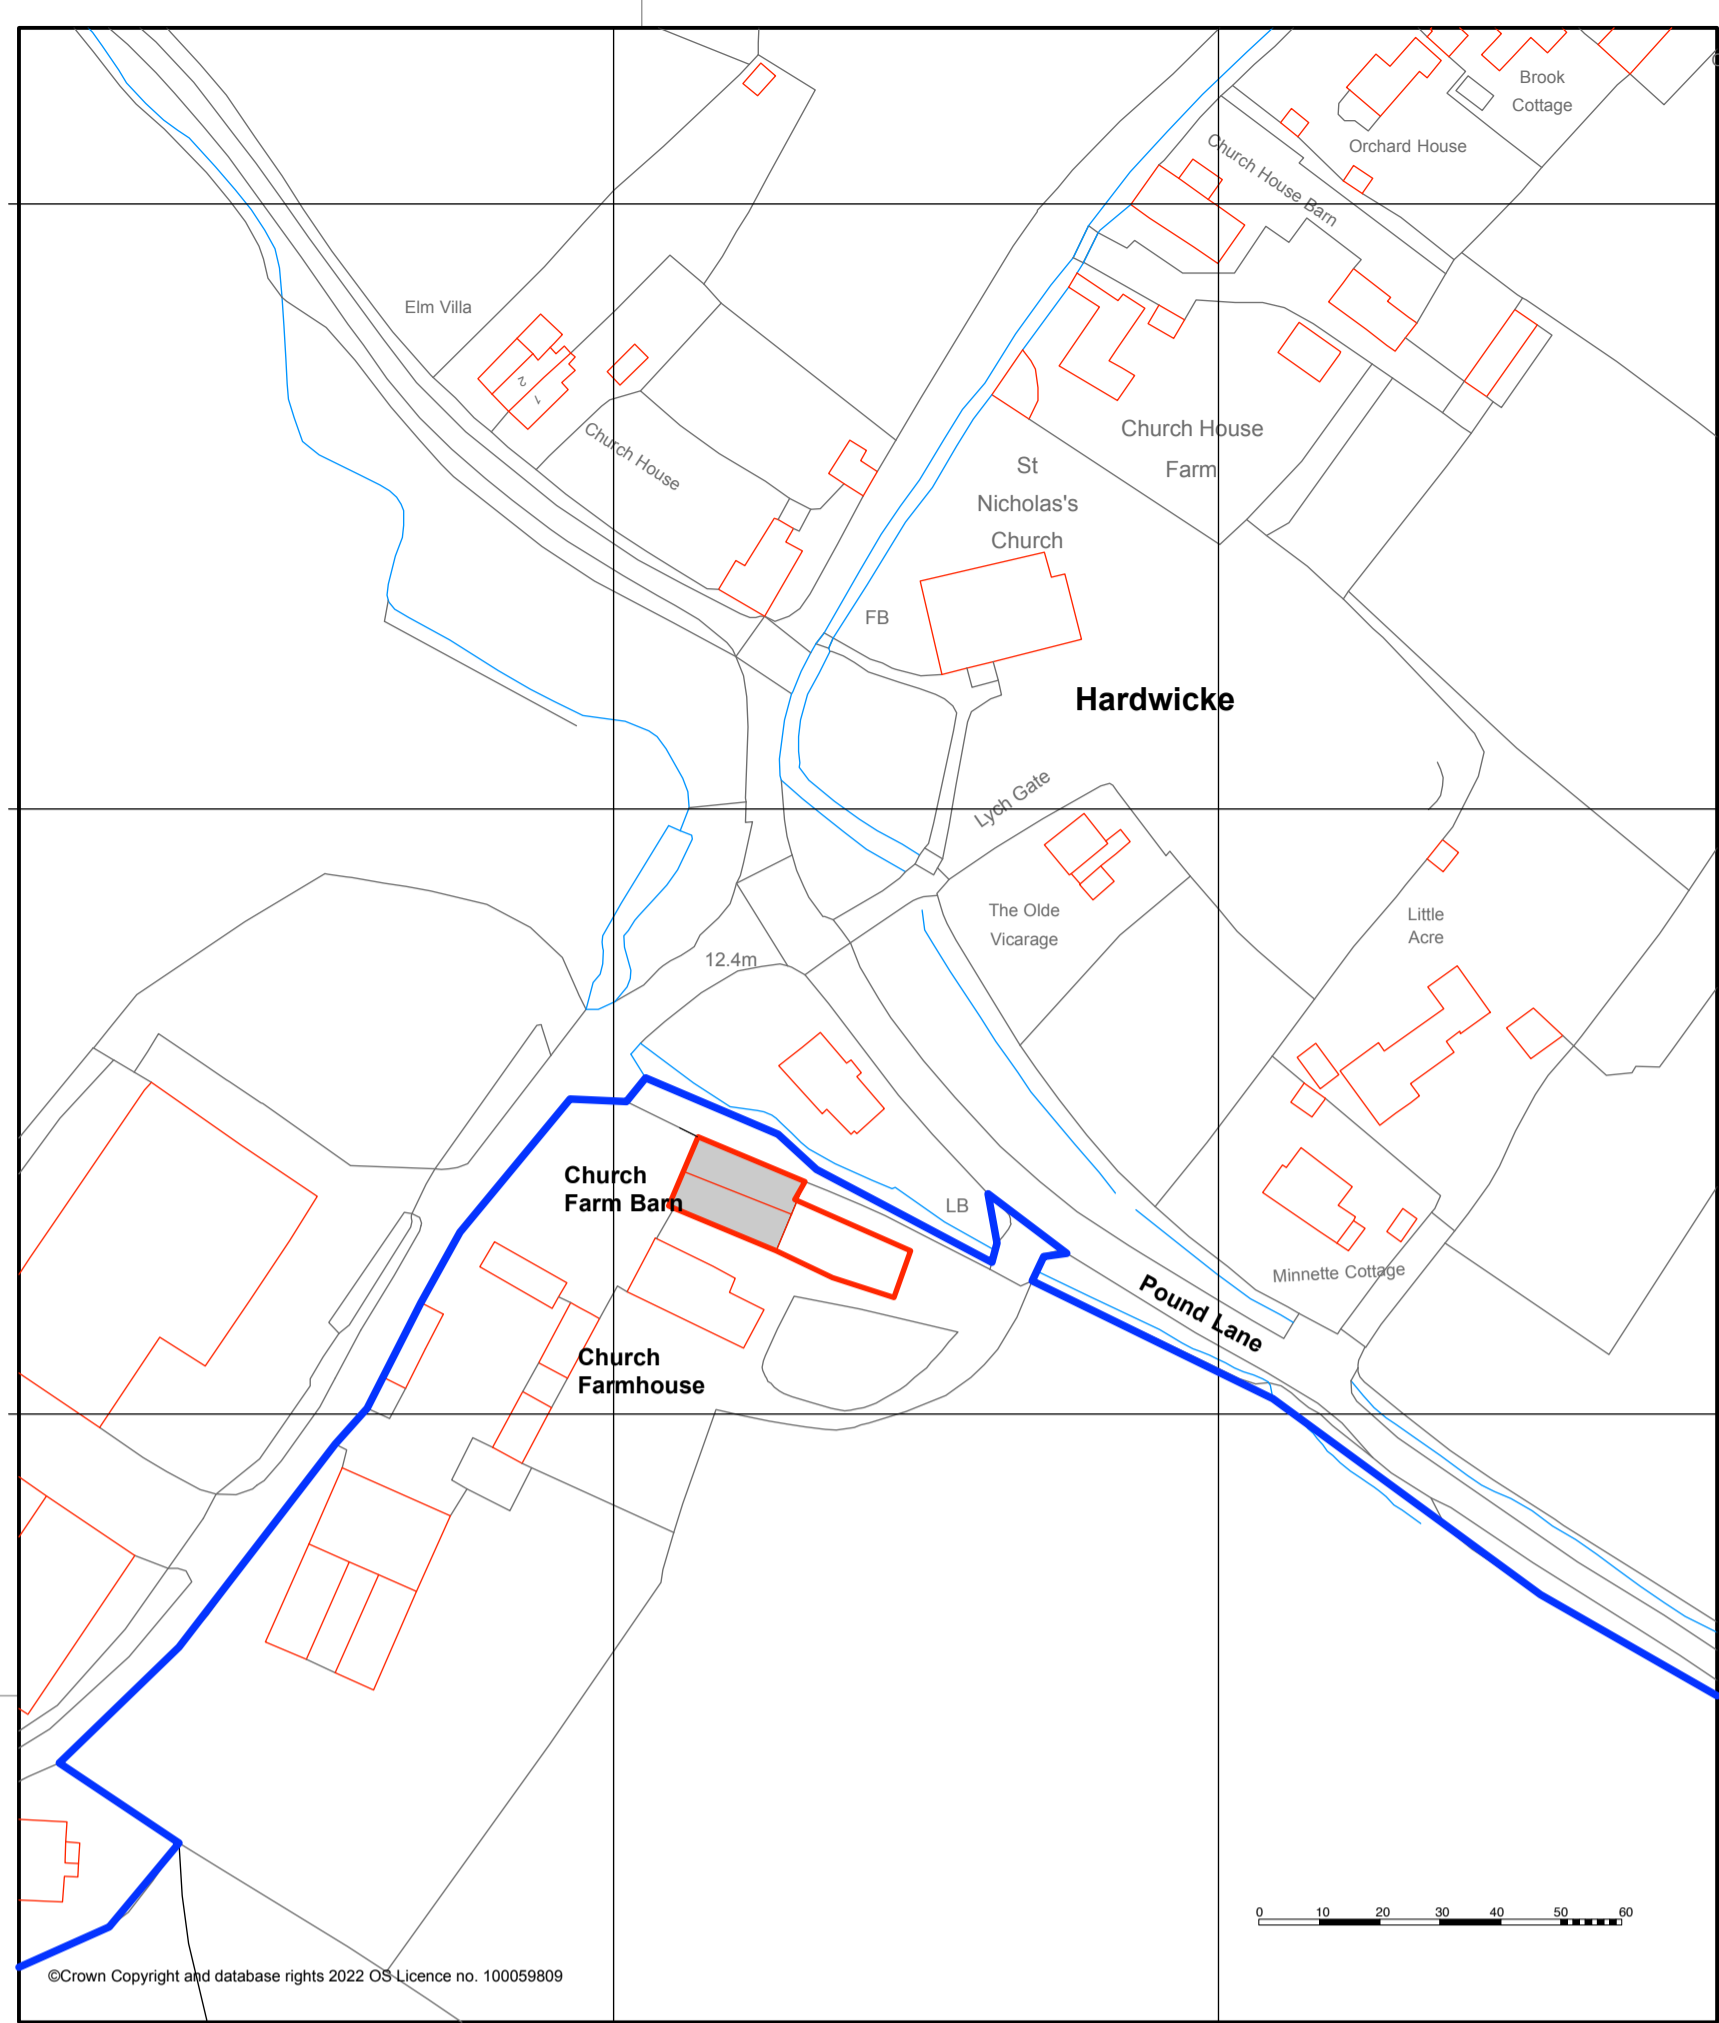 Brook
Cottage
Orchard House
Church House Barn
Elm Villa
2
1
Church House
Church House
Farm
St
Nicholas's
Church
FB
Hardwicke
Lych Gate
The Olde
Vicarage
Little
Acre
12.4m
Church
Farm Barn
LB
Minnette Cottage
Pound Lane
Church
Farmhouse
0 10 20 30 40 50 60
©Crown Copyright and database rights 2022 OS Licence no. 100059809